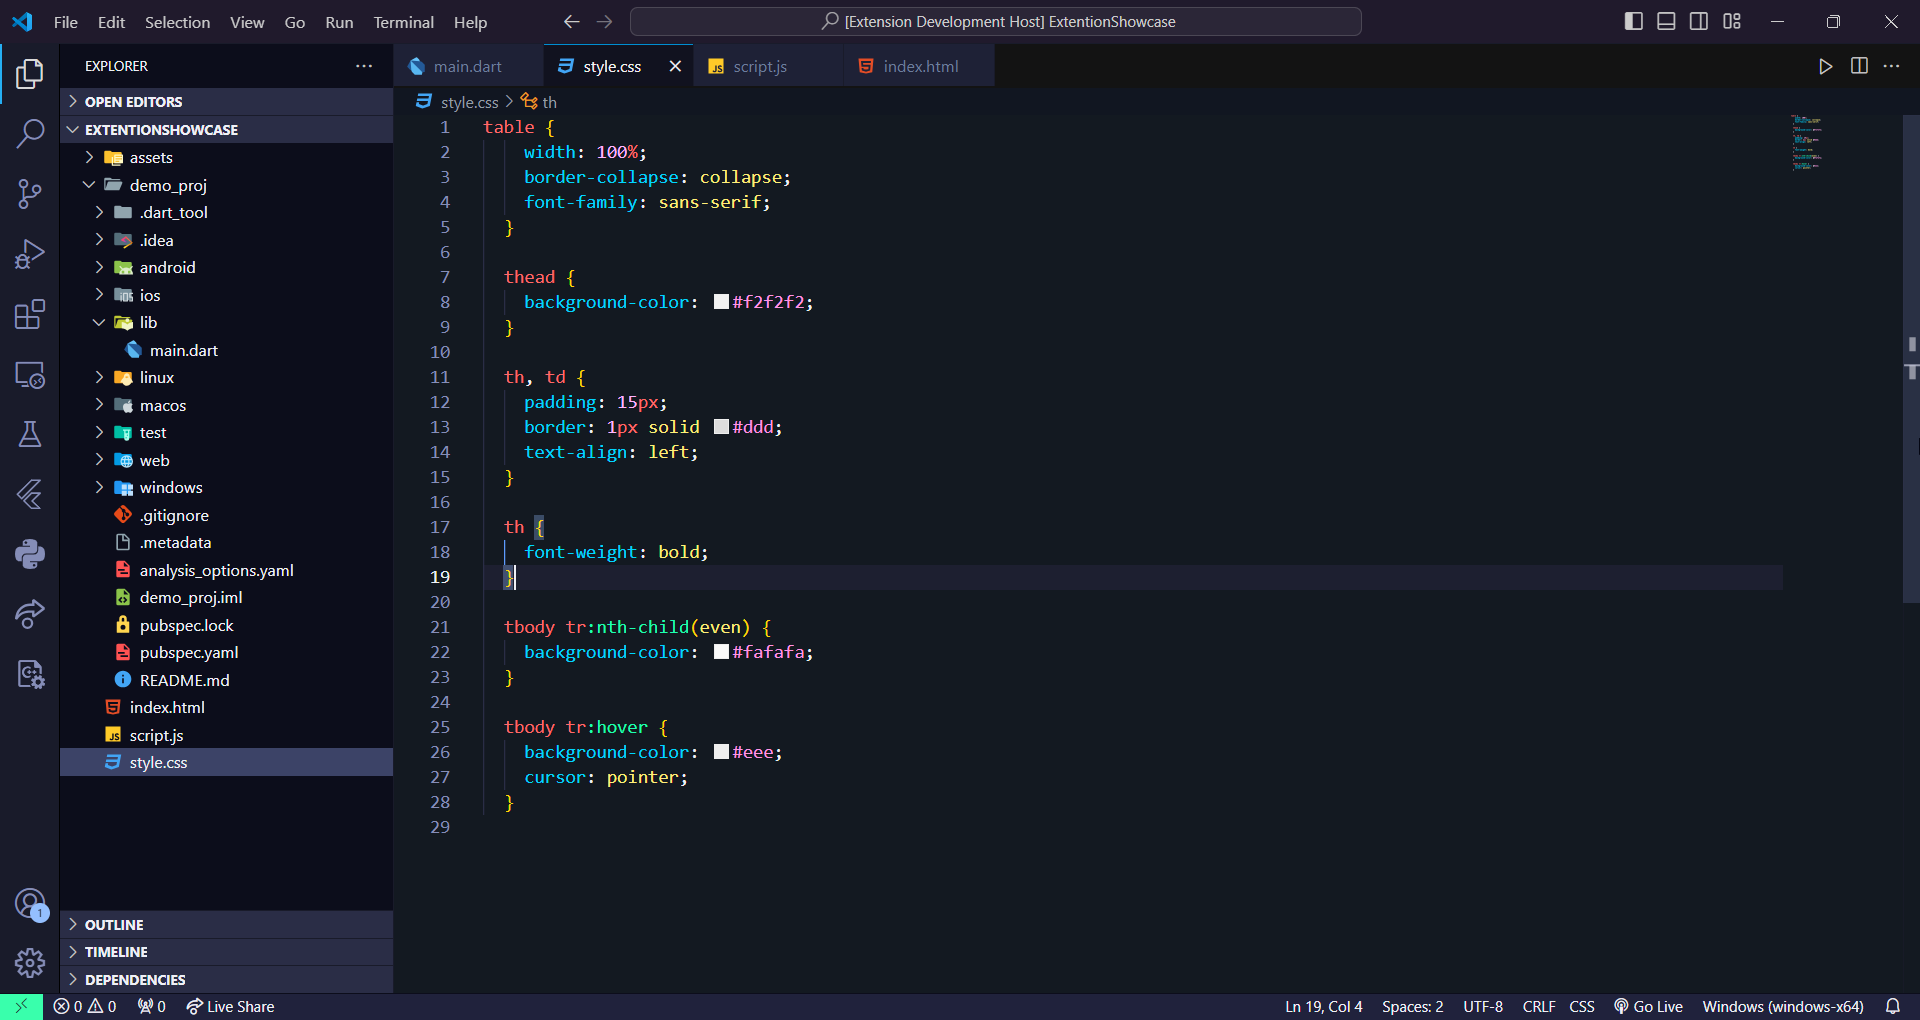 File Edit Selection View Go Run Terminal Help
[Extension Development Host] ExtentionShowcase
EXPLORER
OPEN EDITORS
EXTENTIONSHOWCASE
assets
demo_proj
.dart_tool
.idea
android
ios
lib
main.dart
linux
macos
test
web
windows
.gitignore
.metadata
analysis_options.yaml
demo_proj.iml
pubspec.lock
pubspec.yaml
README.md
index.html
script.js
style.css
OUTLINE
TIMELINE
DEPENDENCIES
1
main.dart style.css script.js index.html
style.css > th
1 table {
2 width: 100%;
3 border-collapse: collapse;
4 font-family: sans-serif;
5 }
6
7 thead {
8 background-color: #f2f2f2;
9 }
10
11 th, td {
12 padding: 15px;
13 border: 1px solid #ddd;
14 text-align: left;
15 }
16
17 th {
18 font-weight: bold;
19 }
20
21 tbody tr:nth-child(even) {
22 background-color: #fafafa;
23 }
24
25 tbody tr:hover {
26 background-color: #eee;
27 cursor: pointer;
28 }
29
0 0 0 Live Share Ln 19, Col 4 Spaces: 2 UTF-8 CRLF CSS Go Live Windows (windows-x64)